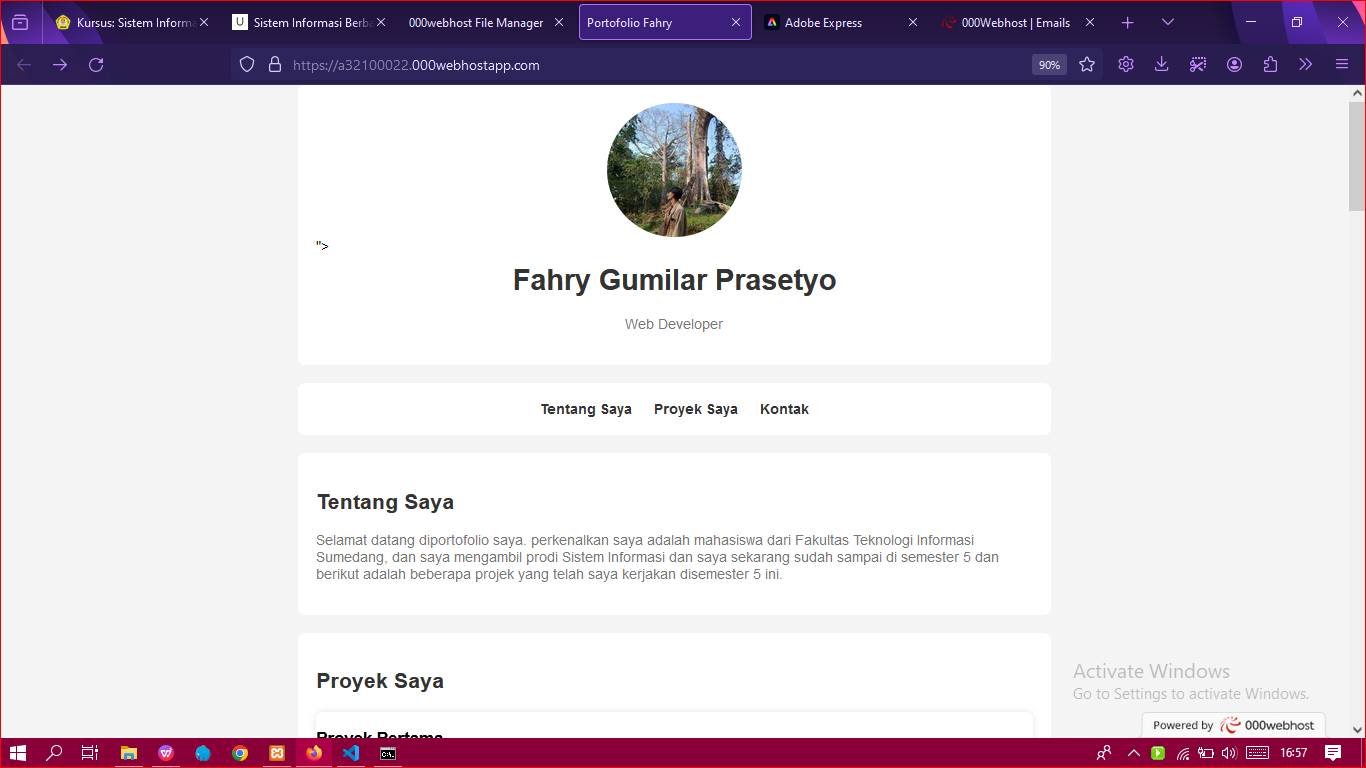 Kursus: Sistem Informa
Sistem Informasi Berba
000webhost File Manager
Portofolio Fahry
Adobe Express
000Webhost | Emails
https://a32100022.000webhostapp.com
90%
">
Fahry Gumilar Prasetyo
Web Developer
Tentang Saya Proyek Saya Kontak
Tentang Saya
Selamat datang diportofolio saya. perkenalkan saya adalah mahasiswa dari Fakultas Teknologi Informasi
Sumedang, dan saya mengambil prodi Sistem Informasi dan saya sekarang sudah sampai di semester 5 dan
berikut adalah beberapa projek yang telah saya kerjakan disemester 5 ini.
Proyek Saya
Proyek Pertama
Activate Windows
Go to Settings to activate Windows.
Powered by 000webhost
16:57